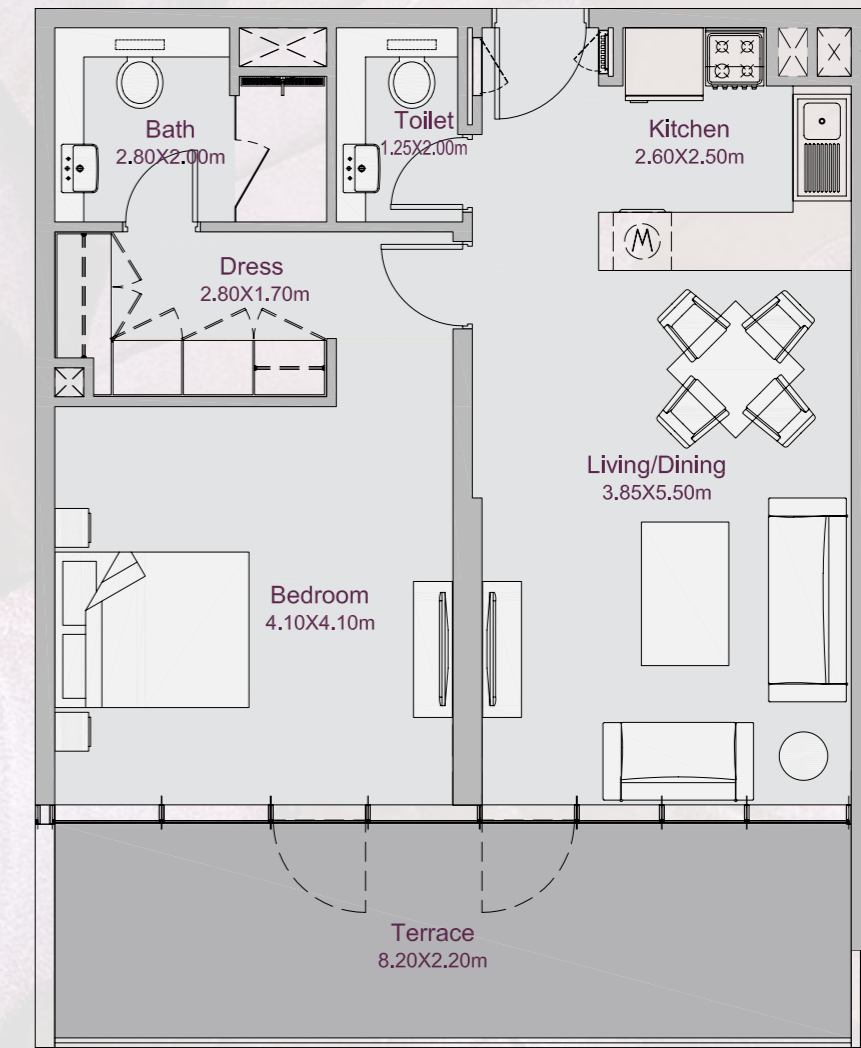 Bath
2.80X2.00m
Toilet
1.25X2.00m
Kitchen
2.60X2.50m
Dress
2.80X1.70m
W
Living/Dining
3.85X5.50m
Bedroom
4.10X4.10m
Terrace
8.20X2.20m